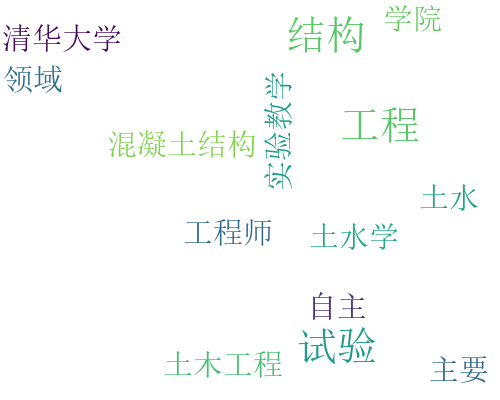 学院
结构
清华大学
领域
实验教学
工程
混凝土结构
土水
工程师
土水学
自主
试验
土木工程
主要